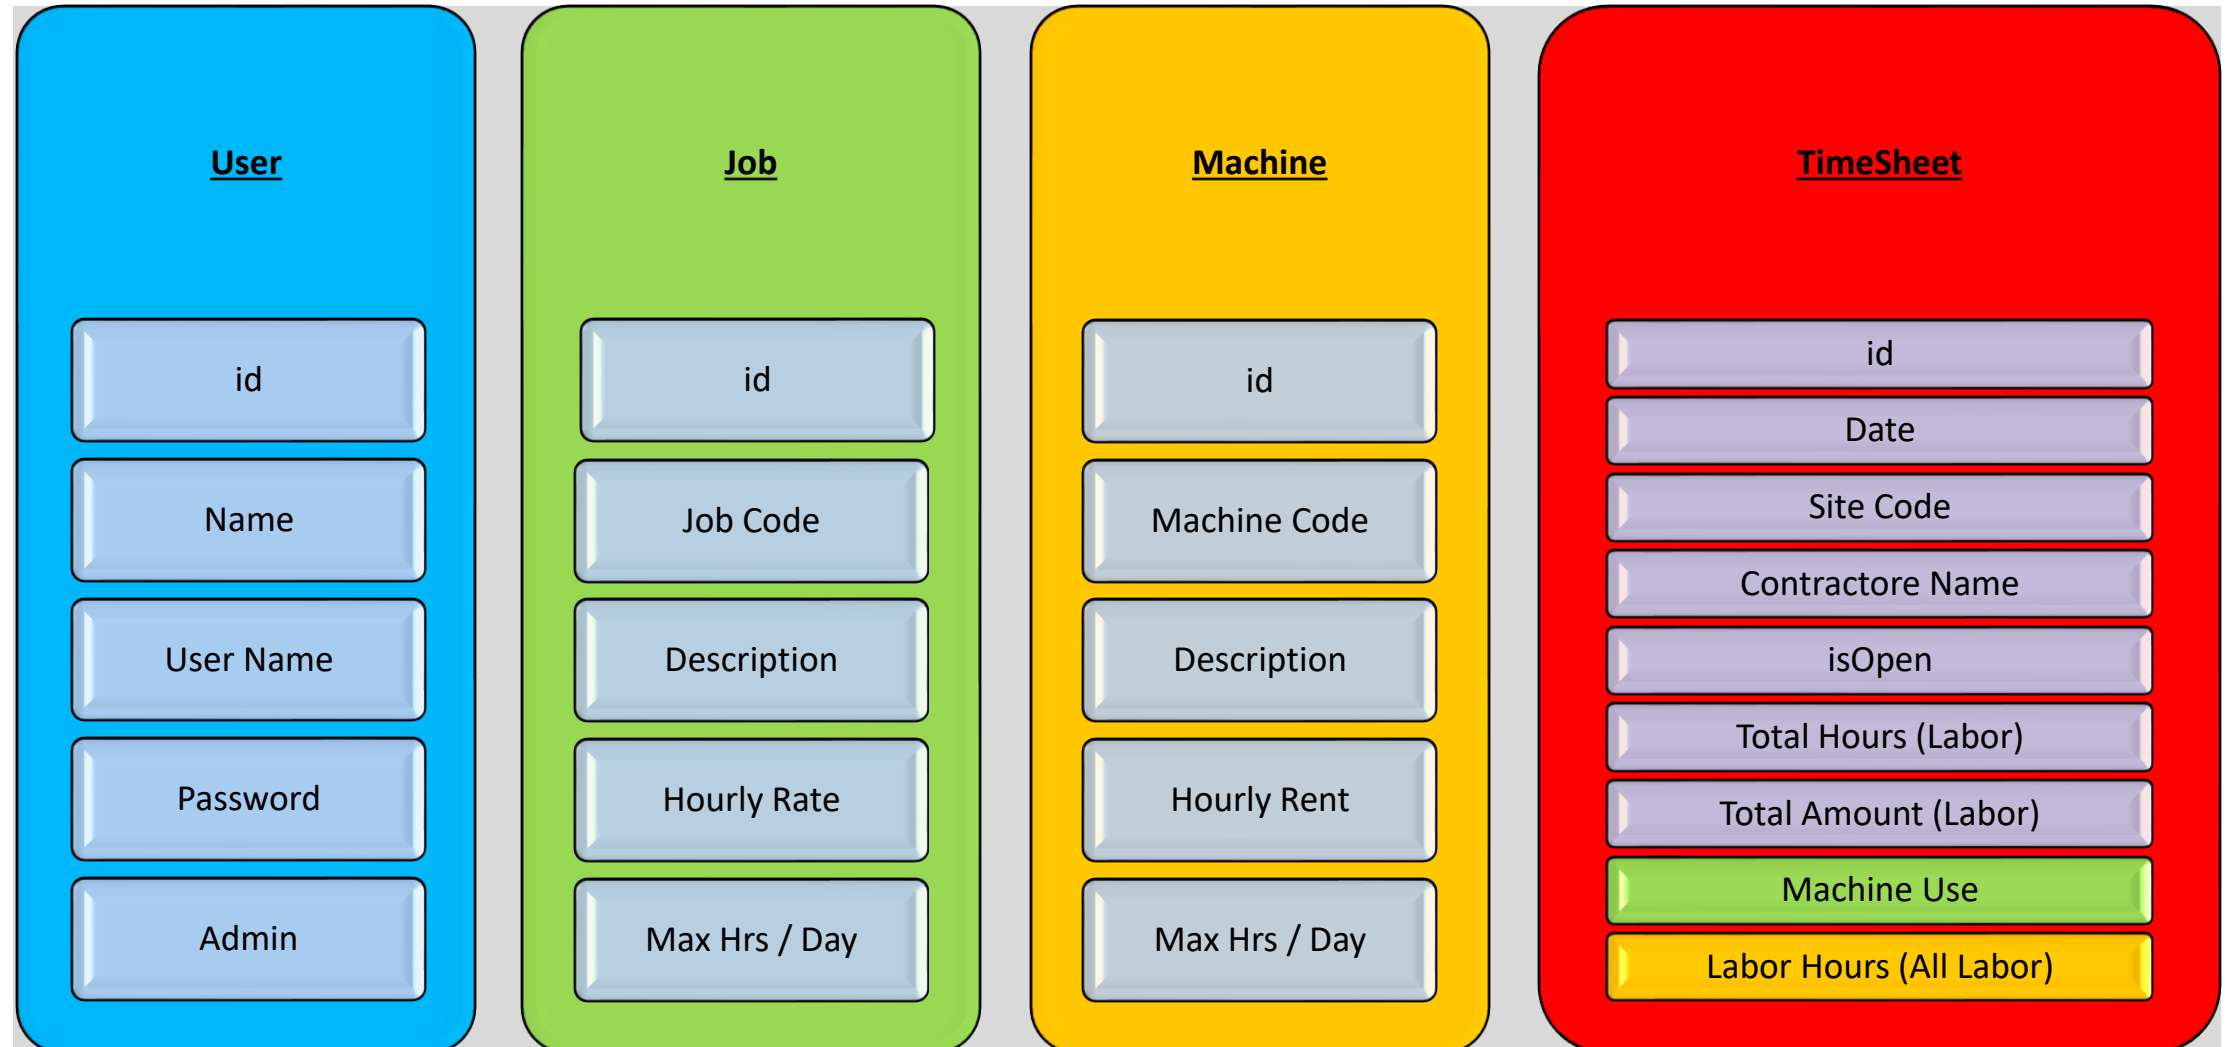 User
id
Name
User Name
Password
Admin
Job
id
Job Code
Description
Hourly Rate
Max Hrs / Day
Machine
id
Machine Code
Description
Hourly Rent
Max Hrs / Day
TimeSheet
id
Date
Site Code
Contractore Name
isOpen
Total Hours (Labor)
Total Amount (Labor)
Machine Use
Labor Hours (All Labor)